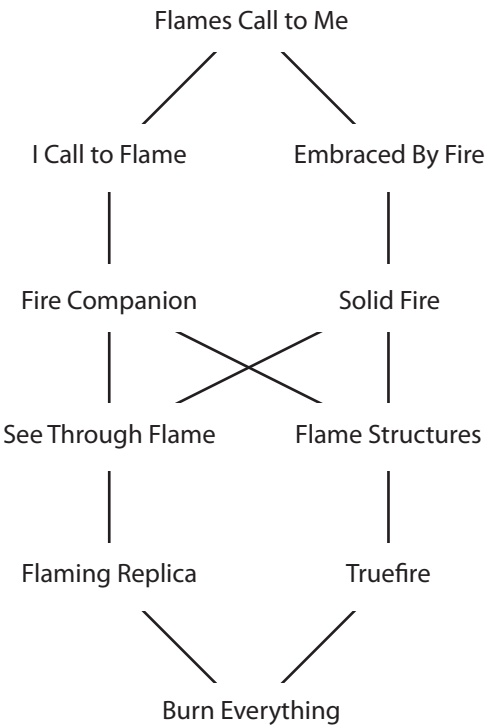 Flames Call to Me
I Call to Flame
Embraced By Fire
Fire Companion
Solid Fire
See Through Flame
Flame Structures
Flaming Replica
Truefire
Burn Everything